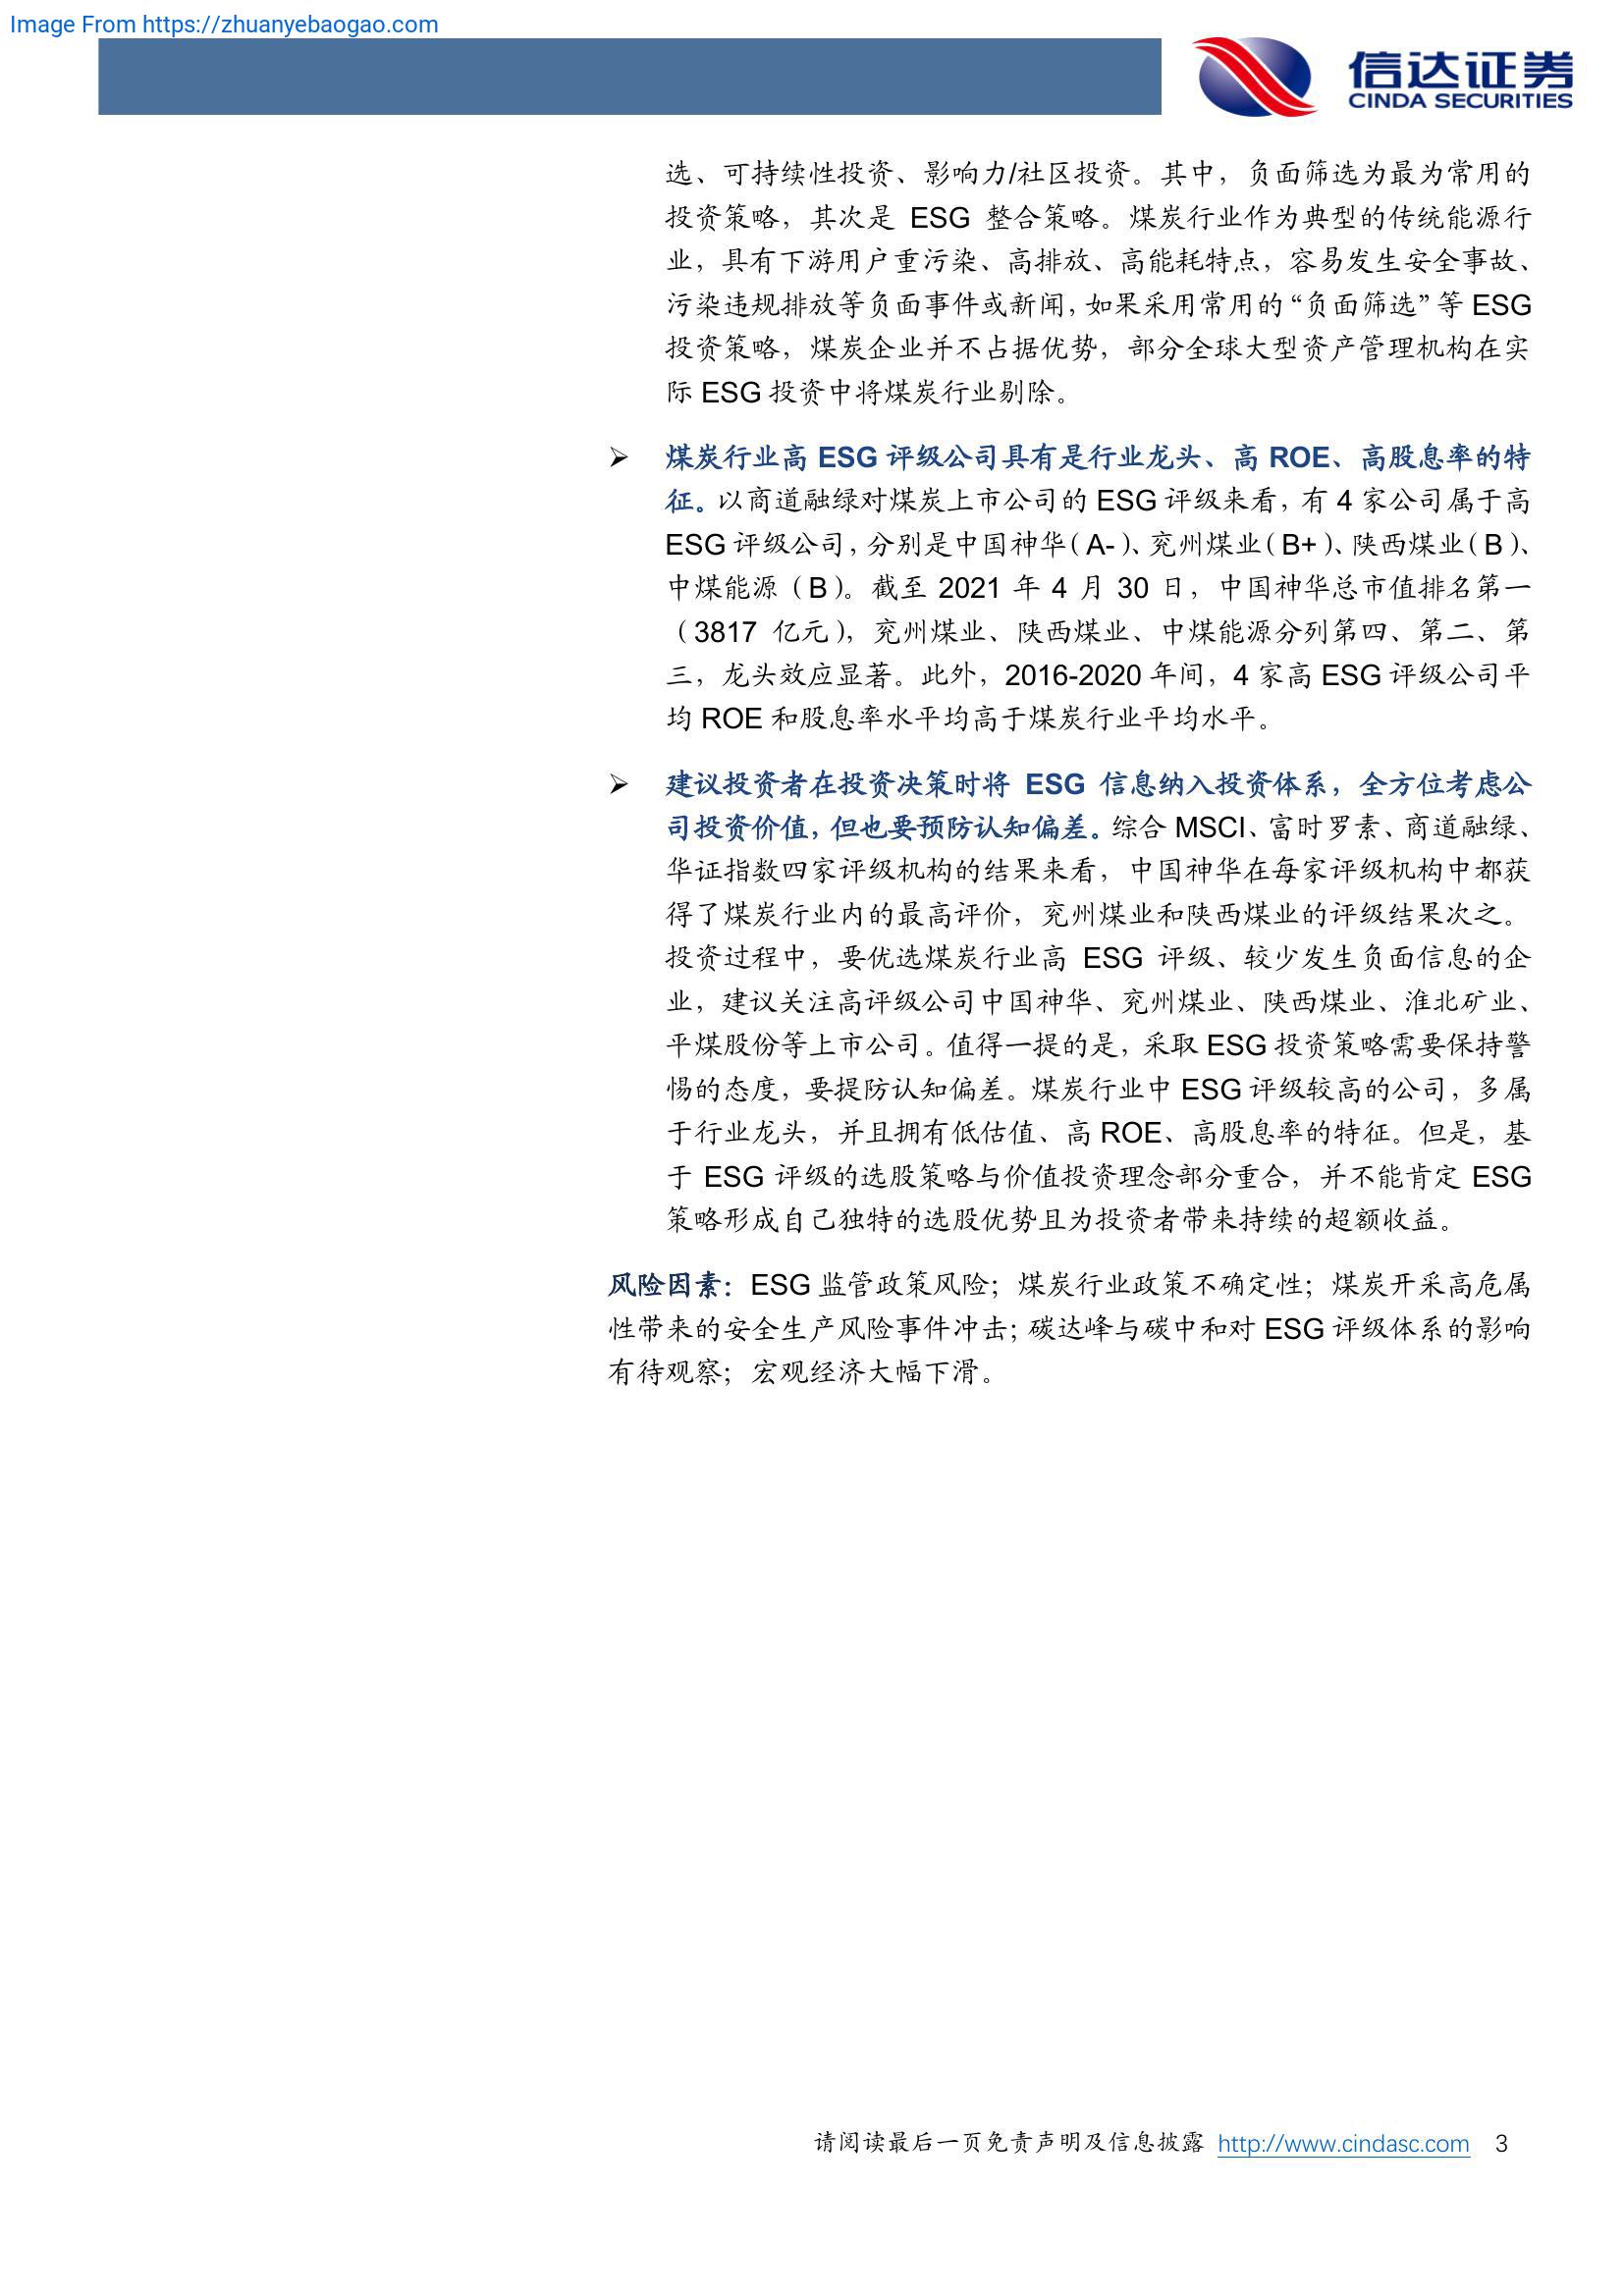 Image From https://zhuanyebaogao.com
信达证券
CINDA SECURITIES
选、可持续性投资、影响力/社区投资。其中，负面筛选为最为常用的
投资策略，其次是 ESG 整合策略。煤炭行业作为典型的传统能源行
业，具有下游用户重污染、高排放、高能耗特点，容易发生安全事故、
污染违规排放等负面事件或新闻，如果采用常用的“负面筛选”等 ESG
投资策略，煤炭企业并不占据优势，部分全球大型资产管理机构在实
际 ESG 投资中将煤炭行业剔除。
➢ 煤炭行业高 ESG 评级公司具有是行业龙头、高 ROE、高股息率的特
征。以商道融绿对煤炭上市公司的 ESG 评级来看，有 4 家公司属于高
ESG 评级公司，分别是中国神华（A-）、兖州煤业（B+）、陕西煤业（B）、
中煤能源（B）。截至 2021 年 4 月 30 日，中国神华总市值排名第一
（3817 亿元），兖州煤业、陕西煤业、中煤能源分列第四、第二、第
三，龙头效应显著。此外，2016-2020 年间，4 家高 ESG 评级公司平
均 ROE 和股息率水平均高于煤炭行业平均水平。
➢ 建议投资者在投资决策时将 ESG 信息纳入投资体系，全方位考虑公
司投资价值，但也要预防认知偏差。综合 MSCI、富时罗素、商道融绿、
华证指数四家评级机构的结果来看，中国神华在每家评级机构中都获
得了煤炭行业内的最高评价，兖州煤业和陕西煤业的评级结果次之。
投资过程中，要优选煤炭行业高 ESG 评级、较少发生负面信息的企
业，建议关注高评级公司中国神华、兖州煤业、陕西煤业、淮北矿业、
平煤股份等上市公司。值得一提的是，采取 ESG 投资策略需要保持警
惕的态度，要提防认知偏差。煤炭行业中 ESG 评级较高的公司，多属
于行业龙头，并且拥有低估值、高 ROE、高股息率的特征。但是，基
于 ESG 评级的选股策略与价值投资理念部分重合，并不能肯定 ESG
策略形成自己独特的选股优势且为投资者带来持续的超额收益。
风险因素：ESG 监管政策风险；煤炭行业政策不确定性；煤炭开采高危属
性带来的安全生产风险事件冲击；碳达峰与碳中和对 ESG 评级体系的影响
有待观察；宏观经济大幅下滑。
请阅读最后一页免责声明及信息披露 http://www.cindasc.com 3